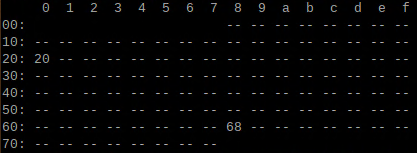 0  1  2  3  4  5  6  7  8  9  a  b  c  d  e  f
00:                         -- -- -- -- -- -- -- --
10: -- -- -- -- -- -- -- -- -- -- -- -- -- -- -- --
20: 20 -- -- -- -- -- -- -- -- -- -- -- -- -- -- --
30: -- -- -- -- -- -- -- -- -- -- -- -- -- -- -- --
40: -- -- -- -- -- -- -- -- -- -- -- -- -- -- -- --
50: -- -- -- -- -- -- -- -- -- -- -- -- -- -- -- --
60: -- -- -- -- -- -- -- -- 68 -- -- -- -- -- -- --
70: -- -- -- -- -- -- -- --